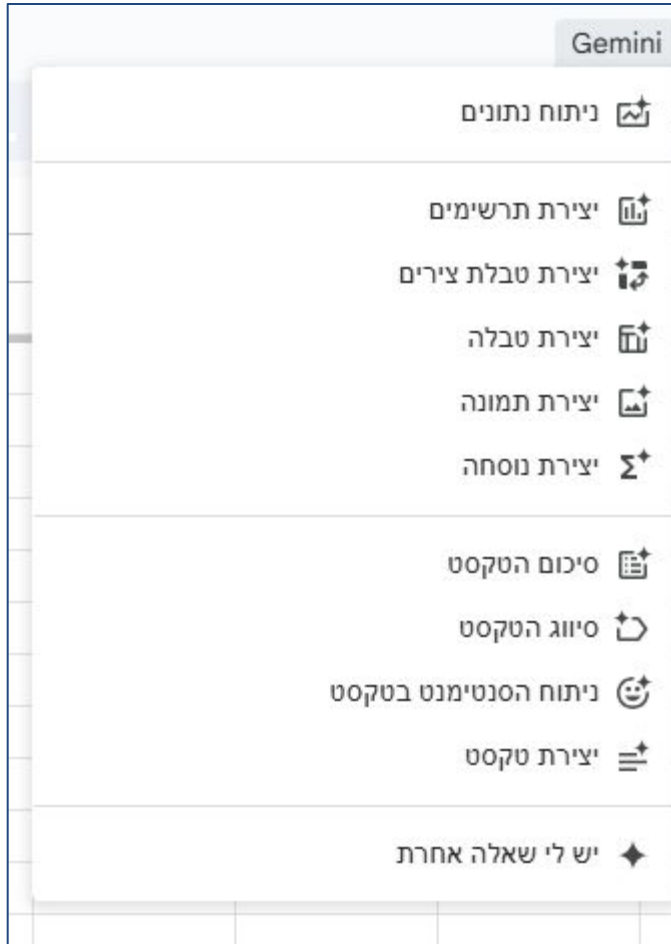 Gemini
ניתוח נתונים
יצירת תרשימים
יצירת טבלת צירים
יצירת טבלה
יצירת תמונה
יצירת נוסחה
סיכום הטקסט
סיווג הטקסט
ניתוח הסנטימנט בטקסט
יצירת טקסט
יש לי שאלה אחרת